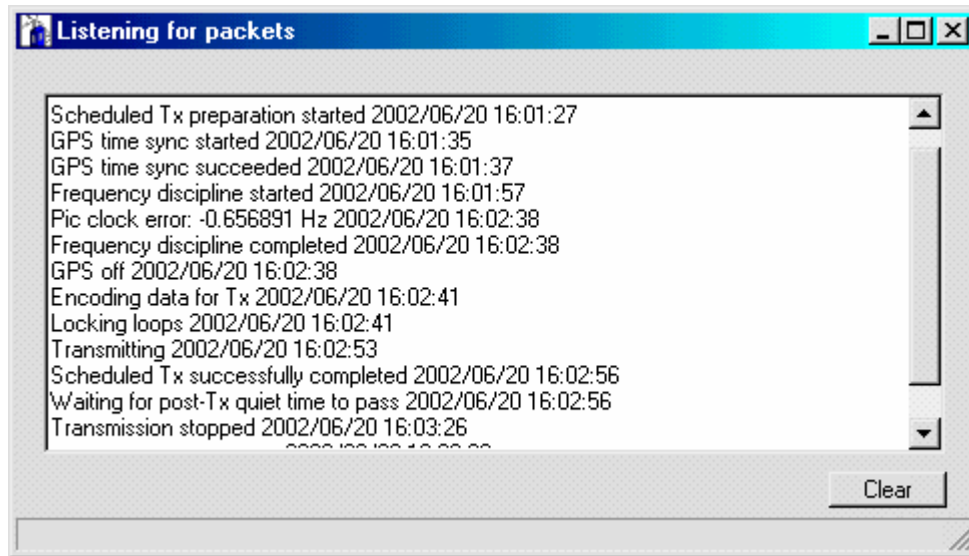 Listening for packets
Scheduled Tx preparation started 2002/06/20 16:01:27
GPS time sync started 2002/06/20 16:01:35
GPS time sync succeeded 2002/06/20 16:01:37
Frequency discipline started 2002/06/20 16:01:57
Pic clock error: -0.656891 Hz 2002/06/20 16:02:38
Frequency discipline completed 2002/06/20 16:02:38
GPS off 2002/06/20 16:02:38
Encoding data for Tx 2002/06/20 16:02:41
Locking loops 2002/06/20 16:02:41
Transmitting 2002/06/20 16:02:53
Scheduled Tx successfully completed 2002/06/20 16:02:56
Waiting for post-Tx quiet time to pass 2002/06/20 16:02:56
Transmission stopped 2002/06/20 16:03:26
Clear